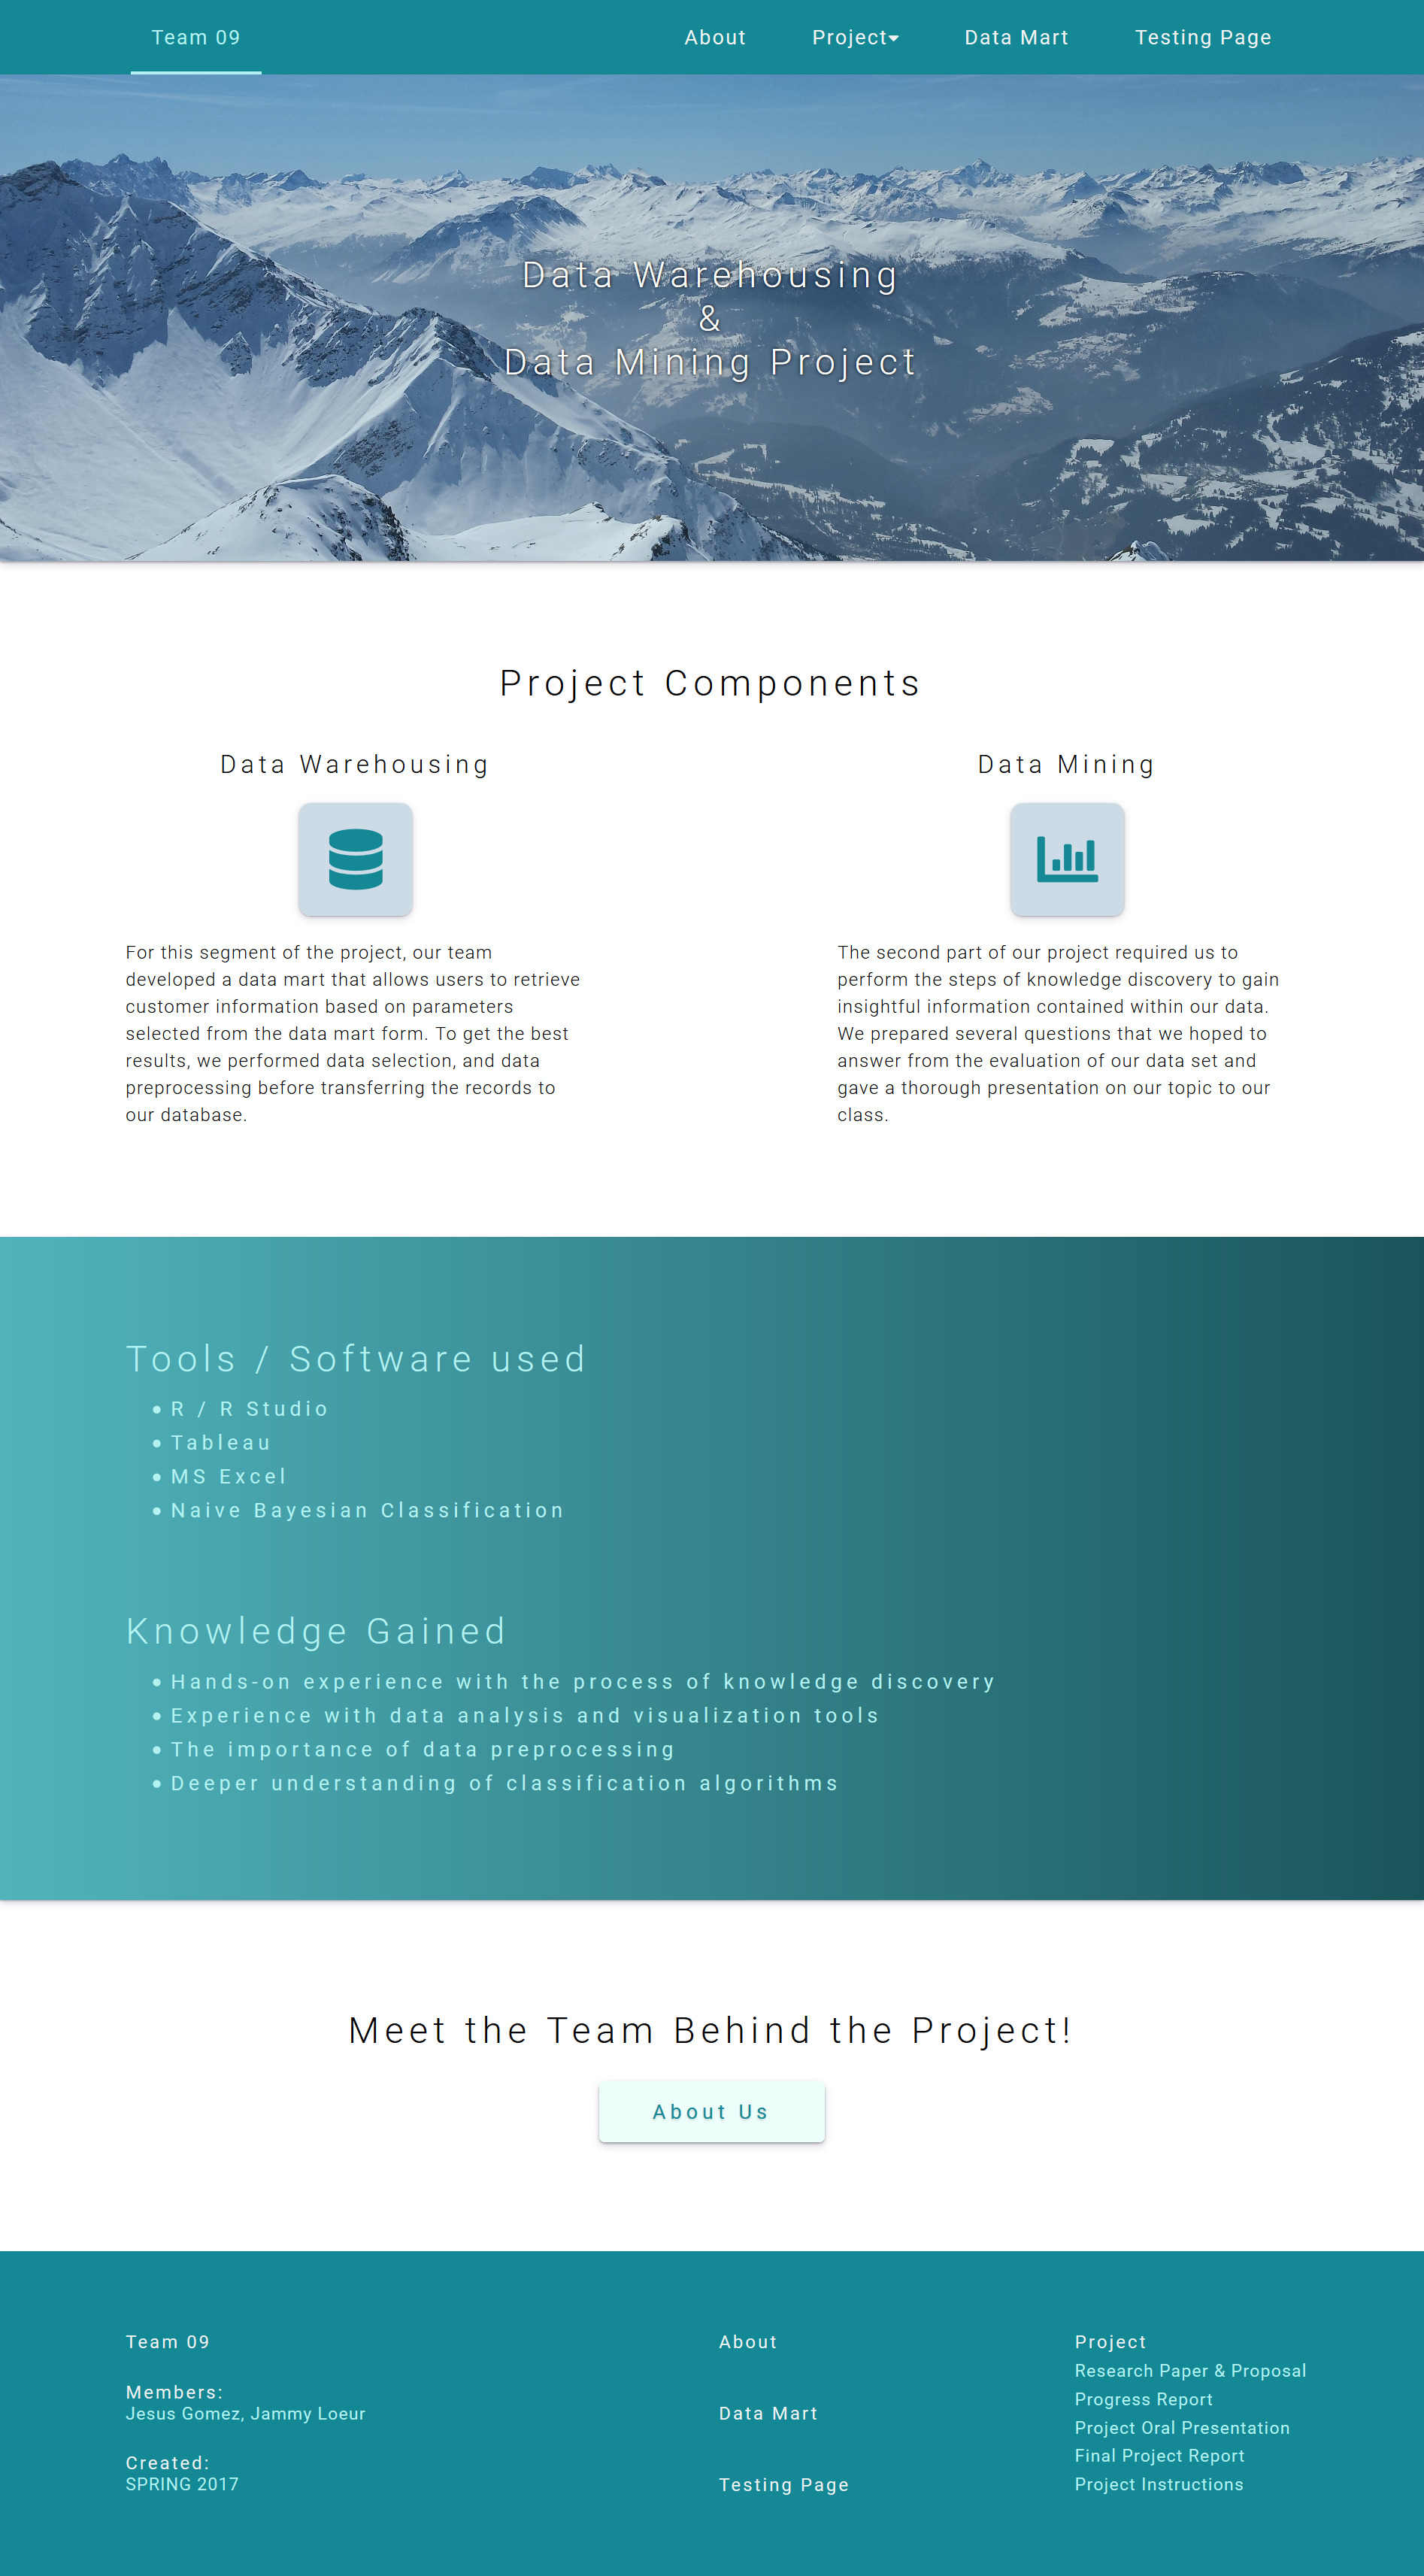 Team 09
About
Project
Data Mart
Testing Page
Data Warehousing
&
Data Mining Project
Project Components
Data Warehousing
For this segment of the project, our team
developed a data mart that allows users to retrieve
customer information based on parameters
selected from the data mart form. To get the best
results, we performed data selection, and data
preprocessing before transferring the records to
our database.
Data Mining
The second part of our project required us to
perform the steps of knowledge discovery to gain
insightful information contained within our data.
We prepared several questions that we hoped to
answer from the evaluation of our data set and
gave a thorough presentation on our topic to our
class.
Tools / Software used
• R / R Studio
• Tableau
• MS Excel
• Naive Bayesian Classification
Knowledge Gained
• Hands-on experience with the process of knowledge discovery
• Experience with data analysis and visualization tools
• The importance of data preprocessing
• Deeper understanding of classification algorithms
Meet the Team Behind the Project!
About Us
Team 09
Members:
Jesus Gomez, Jammy Loeur
Created:
SPRING 2017
About
Data Mart
Testing Page
Project
Research Paper & Proposal
Progress Report
Project Oral Presentation
Final Project Report
Project Instructions